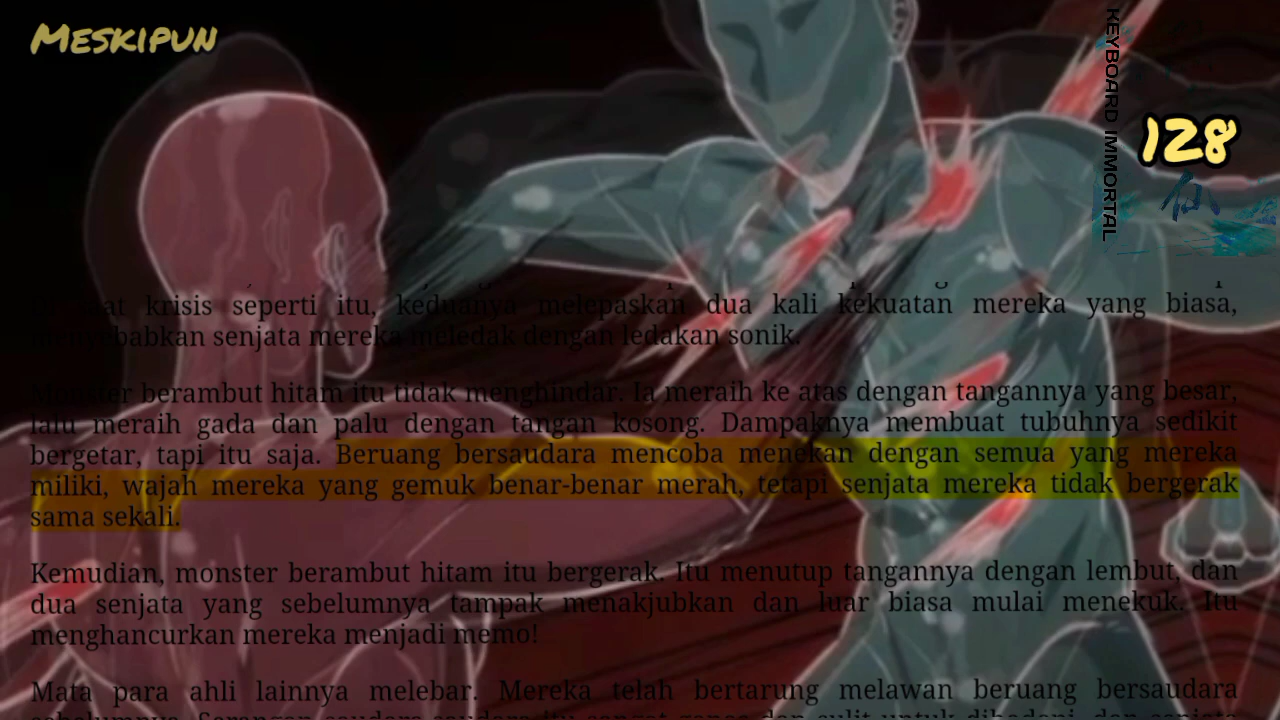 Meskipun
KEYBOARD IMMORTAL
128
仙
saat krisis seperti itu, keduanya melepaskan dua kali kekuatan mereka yang biasa,
menyebabkan senjata mereka meledak dengan ledakan sonik.
Monster berambut hitam itu tidak menghindar. Ia meraih ke atas dengan tangannya yang besar,
lalu meraih gada dan palu dengan tangan kosong. Dampaknya membuat tubuhnya sedikit
bergetar, tapi itu saja. Beruang bersaudara mencoba menekan dengan semua yang mereka
miliki, wajah mereka yang gemuk benar-benar merah, tetapi senjata mereka tidak bergerak
sama sekali.
Kemudian, monster berambut hitam itu bergerak. Itu menutup tangannya dengan lembut, dan
dua senjata yang sebelumnya tampak menakjubkan dan luar biasa mulai menekuk. Itu
menghancurkan mereka menjadi memo!
Mata para ahli lainnya melebar. Mereka telah bertarung melawan beruang bersaudara